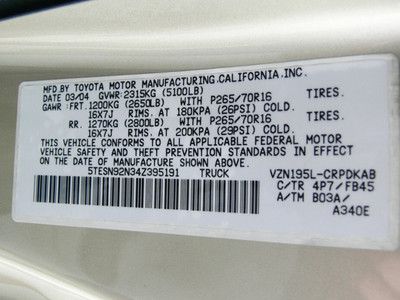 MFD. BY TOYOTA MOTOR MANUFACTURING.CALIFORNIA.INC.
DATE 03/04 GVWR:2315KG (5100LB)
GAWR: FRT.1200KG (2650LB) WITH P265/70R16 TIRES.
16X7J RIMS. AT 180KPA (26PSI) COLD.
RR. 1270KG (2800LB) WITH P265/70R16 TIRES.
16X7J RIMS. AT 200KPA (29PSI) COLD.
THIS VEHICLE CONFORMS TO ALL APPLICABLE FEDERAL MOTOR
VEHICLE SAFETY STANDARDS IN EFFECT ON THE DATE OF
MANUFACTURE SHOWN ABOVE.
5TESN92N34Z395191 TRUCK VZN195L-CRPDKAB
C/TR 4P7/FB45
A/TM B03A/
A340E